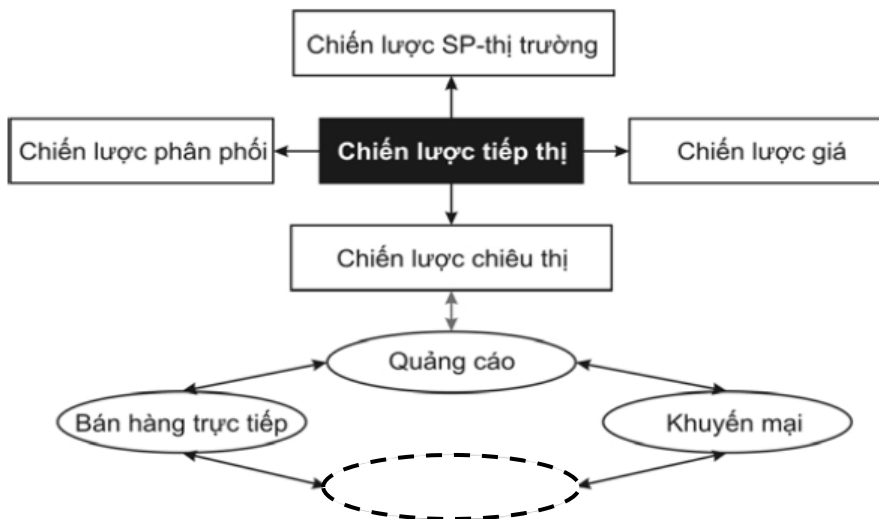 Chiến lược SP-thị trường
Chiến lược phân phối
Chiến lược tiếp thị
Chiến lược giá
Chiến lược chiêu thị
Quảng cáo
Bán hàng trực tiếp
Khuyến mại